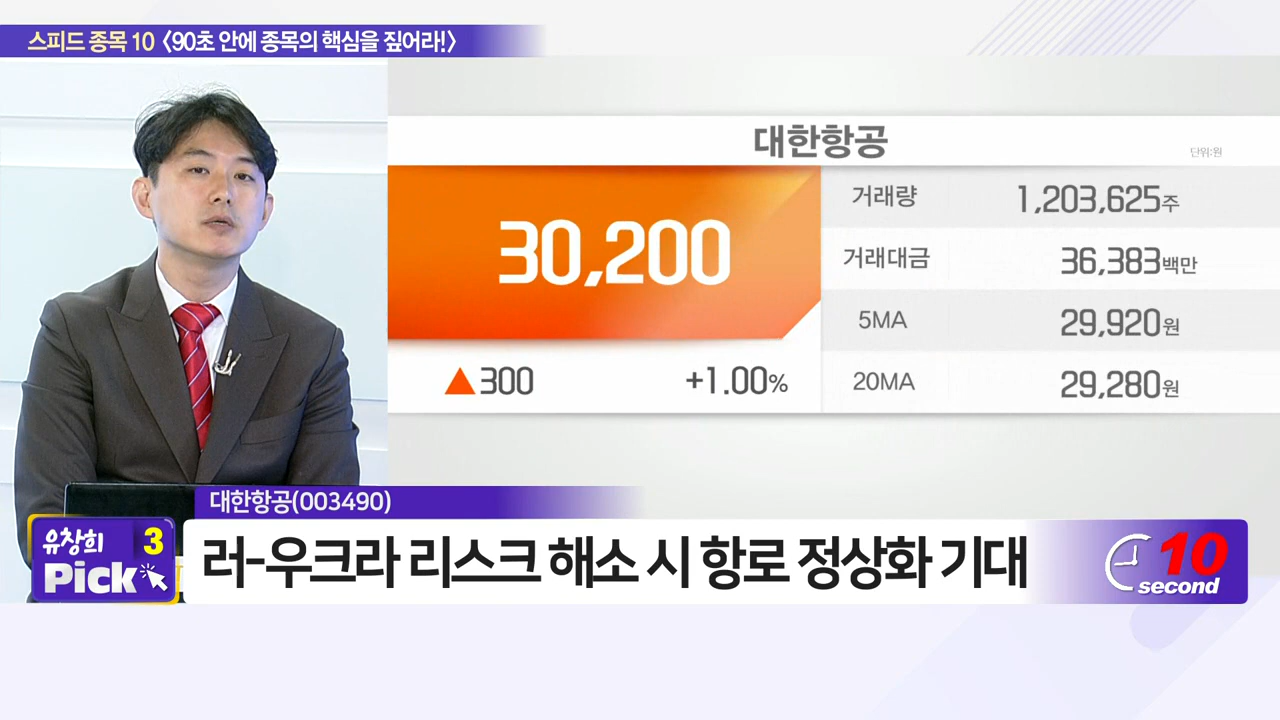 스피드 종목 10 <90초 안에 종목의 핵심을 짚어라!>
대한항공
단위:원
30,200
▲300 +1.00%
거래량 1,203,625주
거래대금 36,383백만
5MA 29,920원
20MA 29,280원
대한항공(003490)
유창희 3
Pick
러-우크라 리스크 해소 시 항로 정상화 기대
10
second